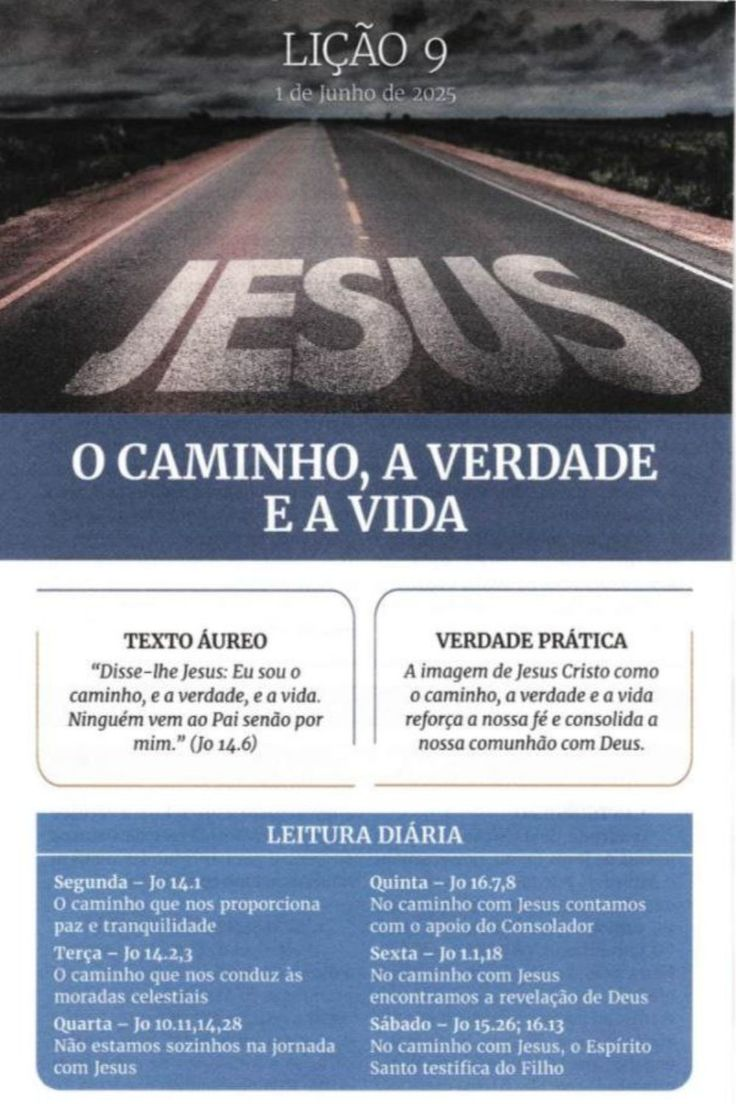 LIÇÃO 9
1 de Junho de 2025
JESUS
O CAMINHO, A VERDADE
E A VIDA
TEXTO ÁUREO
“Disse-lhe Jesus: Eu sou o
caminho, e a verdade, e a vida.
Ninguém vem ao Pai senão por
mim.” (Jo 14.6)
VERDADE PRÁTICA
A imagem de Jesus Cristo como
o caminho, a verdade e a vida
reforça a nossa fé e consolida a
nossa comunhão com Deus.
LEITURA DIÁRIA
Segunda – Jo 14.1
O caminho que nos proporciona
paz e tranquilidade
Terça – Jo 14.2,3
O caminho que nos conduz às
moradas celestiais
Quarta – Jo 10.11,14,28
Não estamos sozinhos na jornada
com Jesus
Quinta – Jo 16.7,8
No caminho com Jesus contamos
com o apoio do Consolador
Sexta – Jo 1.1,18
No caminho com Jesus
encontramos a revelação de Deus
Sábado – Jo 15.26; 16.13
No caminho com Jesus, o Espírito
Santo testifica do Filho